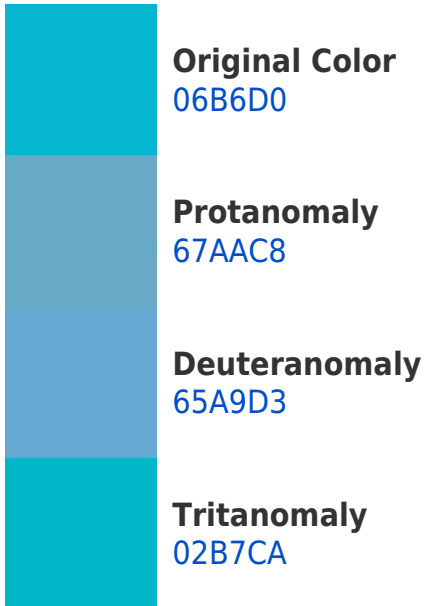 Original Color
06B6D0
Protanomaly
67AAC8
Deuteranomaly
65A9D3
Tritanomaly
02B7CA